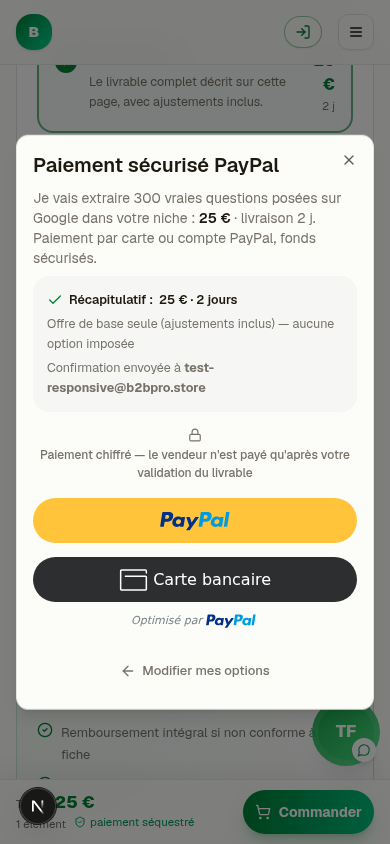 B
Le livrable complet décrit sur cette
€
page, avec ajustements inclus.
2 j
Paiement sécurisé PayPal
Je vais extraire 300 vraies questions posées sur
Google dans votre niche : 25 € · livraison 2 j.
Paiement par carte ou compte PayPal, fonds
sécurisés.
Récapitulatif : 25 € · 2 jours
Offre de base seule (ajustements inclus) — aucune
option imposée
Confirmation envoyée à test-
responsive@b2bpro.store
Paiement chiffré — le vendeur n'est payé qu'après votre
validation du livrable
PayPal
Carte bancaire
Optimisé par PayPal
Modifier mes options
Remboursement intégral si non conforme à
fiche
TF
N
25 €
1 élément
paiement séquestré
Commander